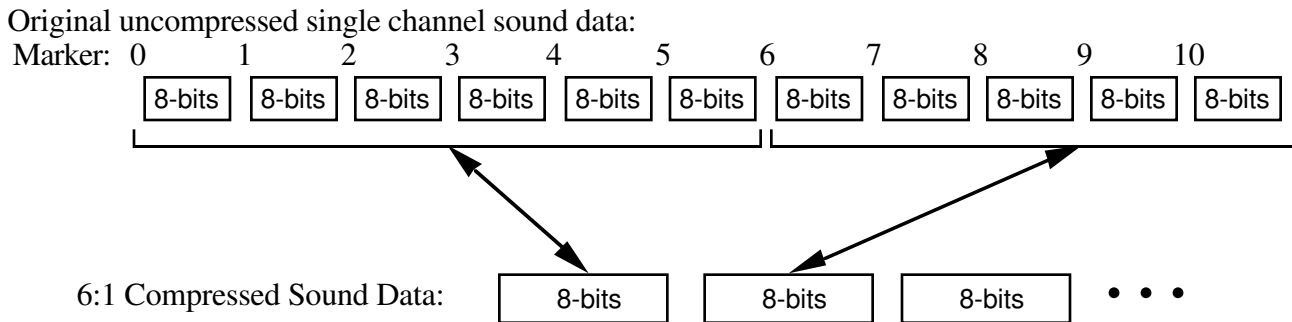 Original uncompressed single channel sound data:
Marker: 0 1 2 3 4 5 6 7 8 9 10
8-bits 8-bits 8-bits 8-bits 8-bits 8-bits 8-bits 8-bits 8-bits 8-bits 8-bits
6:1 Compressed Sound Data: 8-bits 8-bits 8-bits • • •